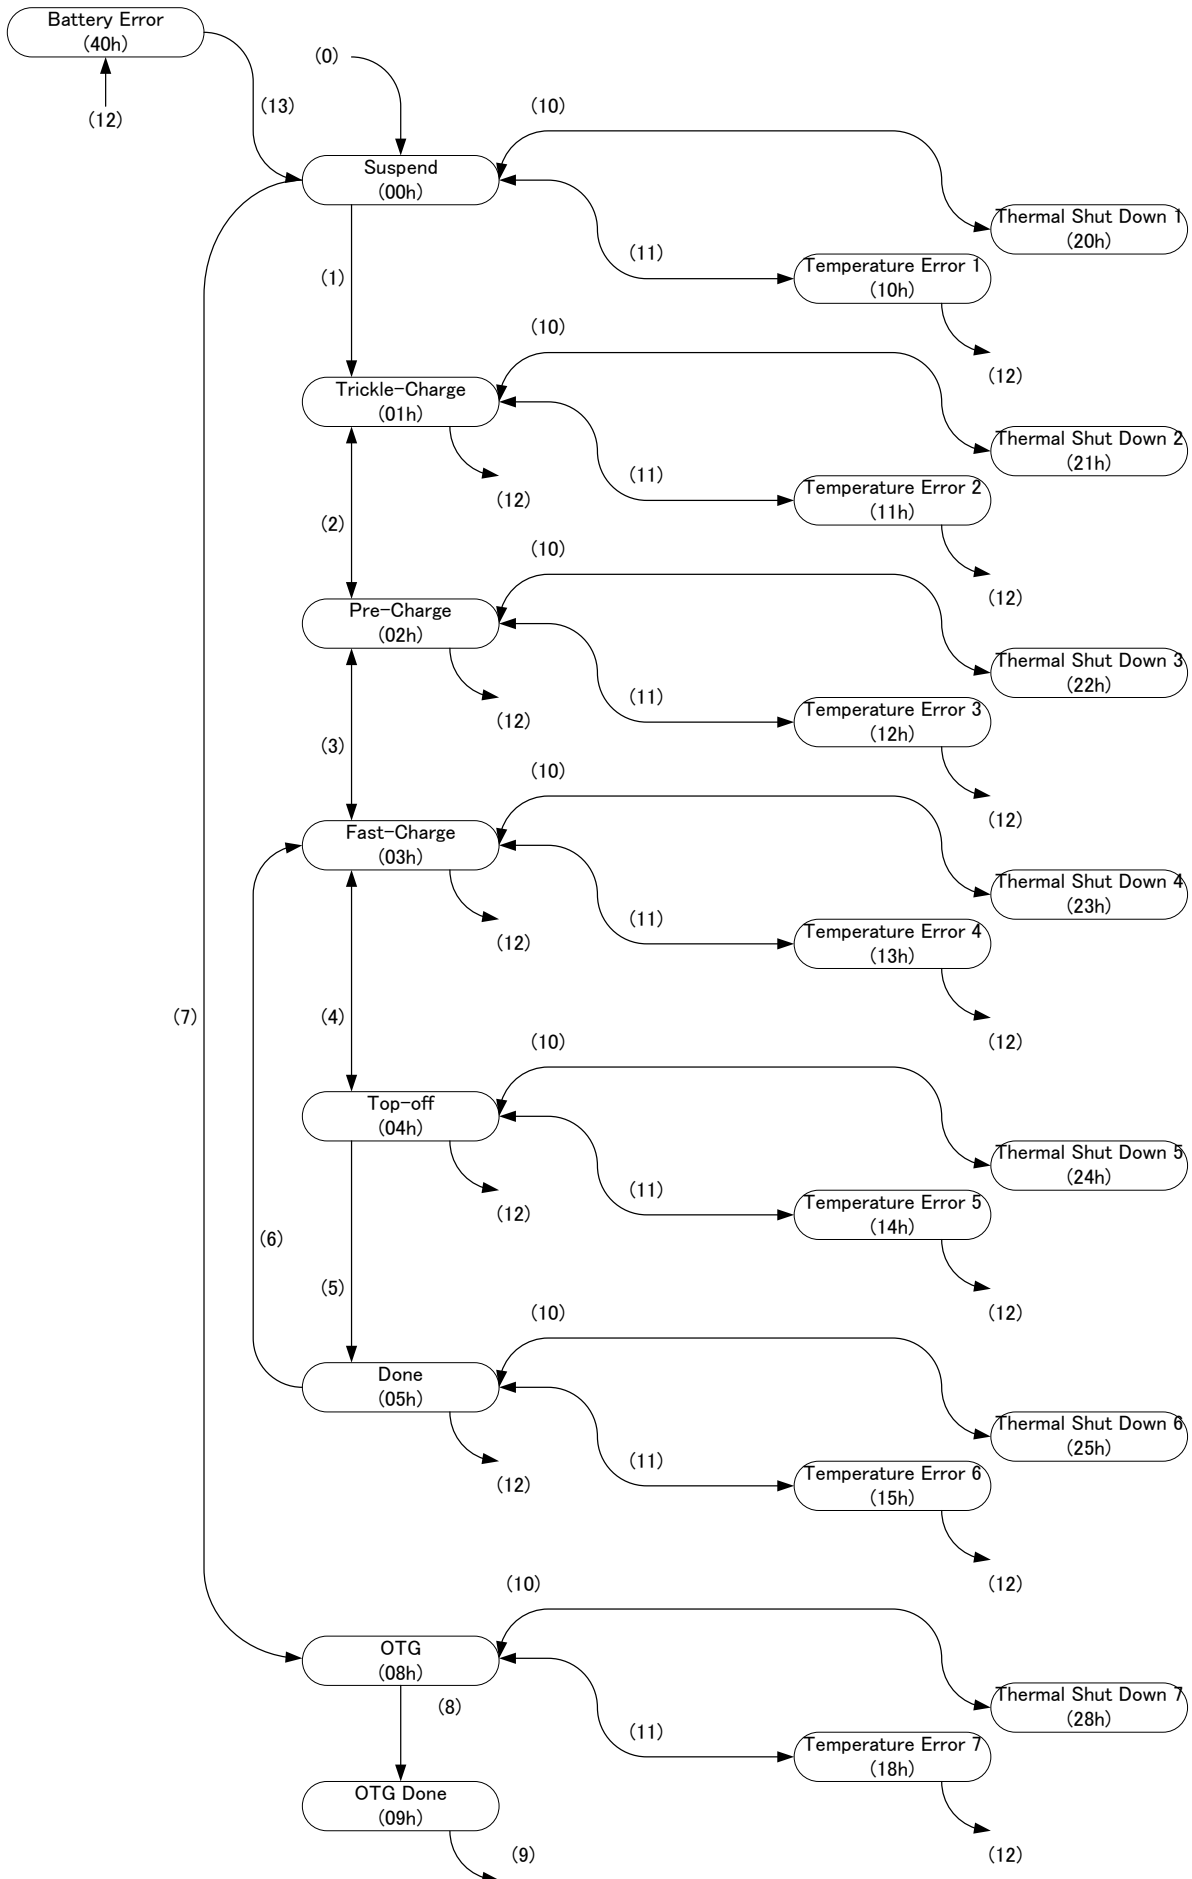 Battery Error
(40h)
(12)
(13)
(0)
Suspend
(00h)
(10)
Thermal Shut Down 1
(20h)
(11)
Temperature Error 1
(10h)
(12)
(1)
Trickle-Charge
(01h)
(12)
(10)
Thermal Shut Down 2
(21h)
(11)
Temperature Error 2
(11h)
(12)
(2)
Pre-Charge
(02h)
(12)
(10)
Thermal Shut Down 3
(22h)
(11)
Temperature Error 3
(12h)
(12)
(3)
Fast-Charge
(03h)
(12)
(10)
Thermal Shut Down 4
(23h)
(11)
Temperature Error 4
(13h)
(12)
(7)
(4)
Top-off
(04h)
(12)
(10)
Thermal Shut Down 5
(24h)
(11)
Temperature Error 5
(14h)
(12)
(6)
(5)
Done
(05h)
(12)
(10)
Thermal Shut Down 6
(25h)
(11)
Temperature Error 6
(15h)
(12)
OTG
(08h)
(10)
Thermal Shut Down 7
(28h)
(11)
Temperature Error 7
(18h)
(12)
(8)
OTG Done
(09h)
(9)